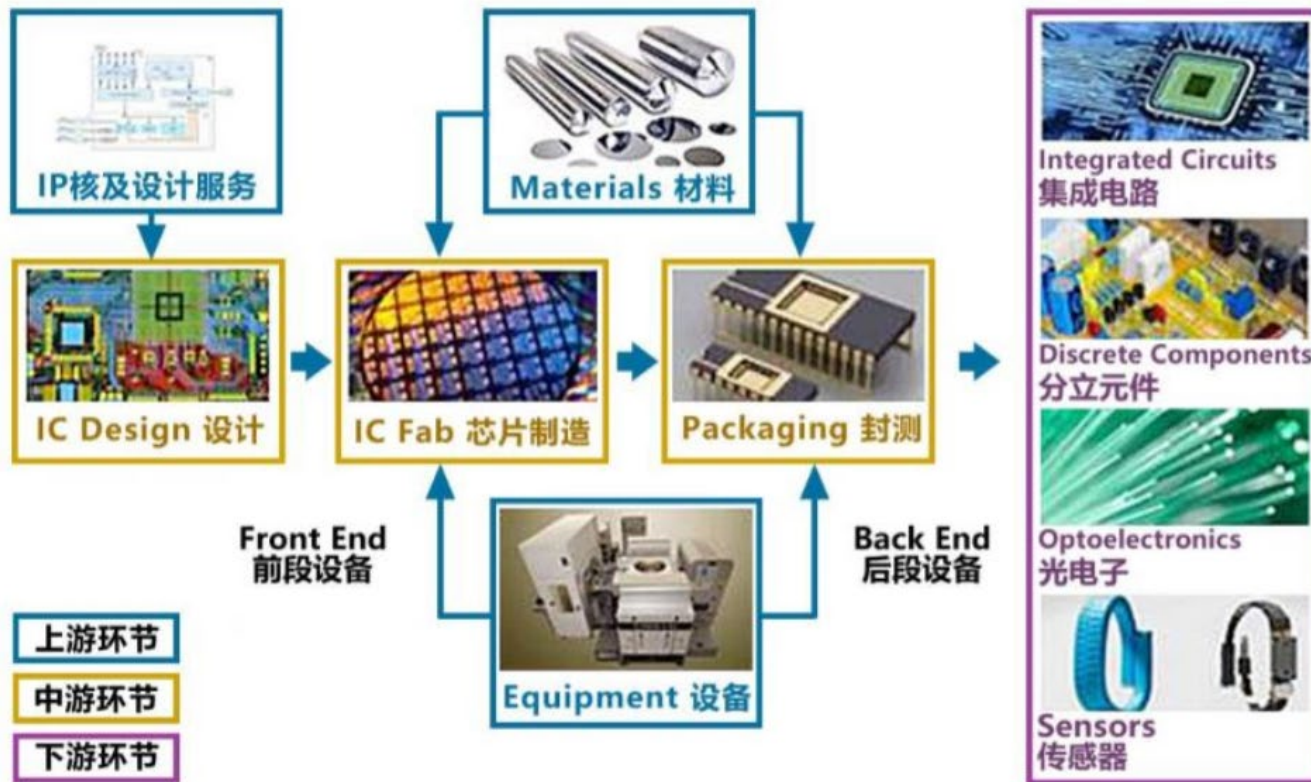 IP核及设计服务
Materials 材料
IC Design 设计
IC Fab 芯片制造
Packaging 封测
Front End
前段设备
Back End
后段设备
Equipment 设备
上游环节
中游环节
下游环节
Integrated Circuits
集成电路
Discrete Components
分立元件
Optoelectronics
光电子
Sensors
传感器